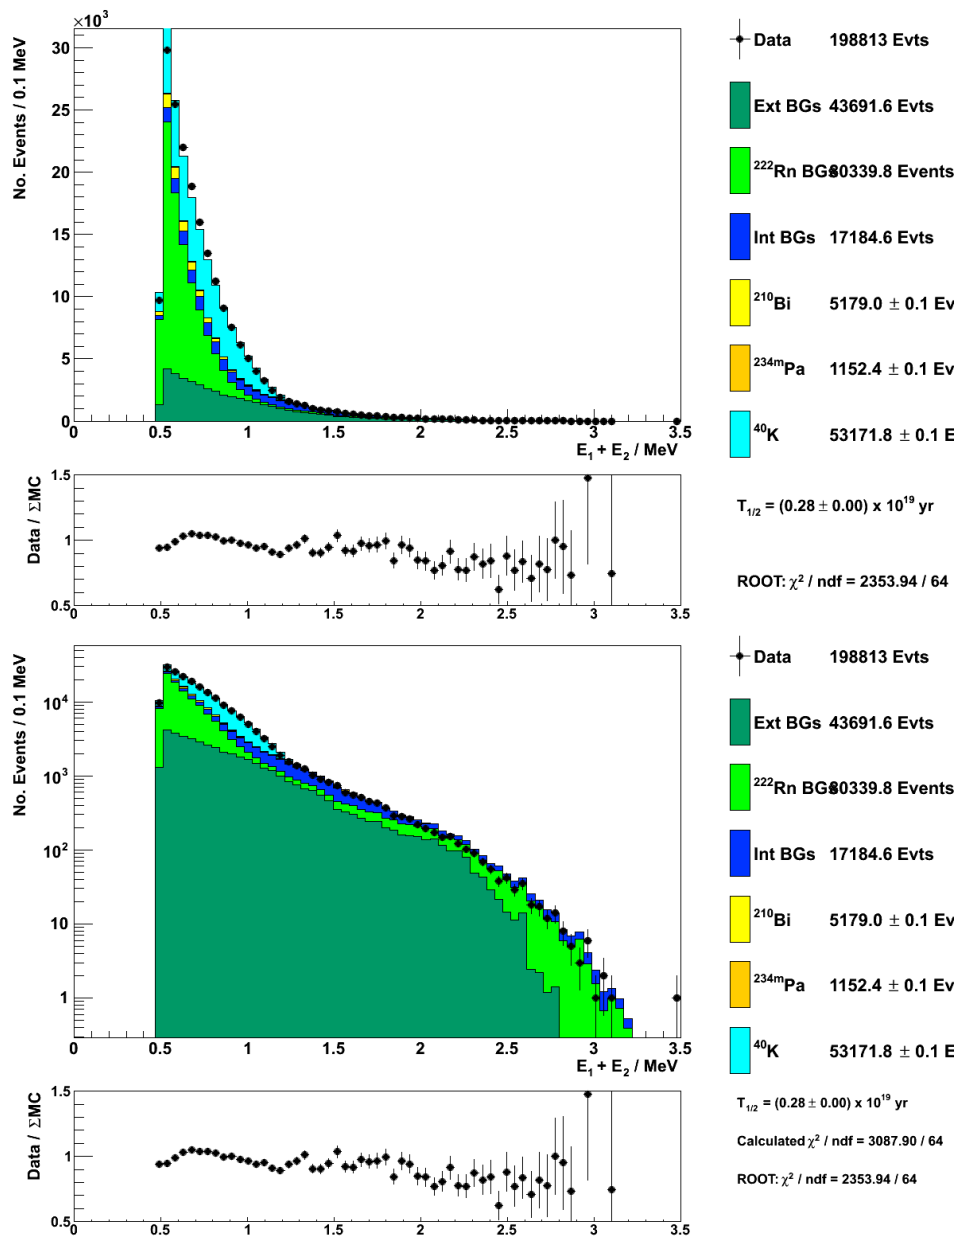 ×10³
No. Events / 0.1 MeV
30
25
20
15
10
5
0
0 0.5 1 1.5 2 2.5 3 3.5
E₁ + E₂ / MeV
Data 198813 Evts
Ext BGs 43691.6 Evts
²²²Rn BGs 0339.8 Events
Int BGs 17184.6 Evts
²¹⁰Bi 5179.0 ± 0.1 Ev
²³⁴ᵐPa 1152.4 ± 0.1 Ev
⁴⁰K 53171.8 ± 0.1 E
Data / ΣMC
1.5
1
0.5
0 0.5 1 1.5 2 2.5 3 3.5
T₁/₂ = (0.28 ± 0.00) x 10¹⁹ yr
ROOT: χ² / ndf = 2353.94 / 64
No. Events / 0.1 MeV
10⁴
10³
10²
10
1
0 0.5 1 1.5 2 2.5 3 3.5
E₁ + E₂ / MeV
Data 198813 Evts
Ext BGs 43691.6 Evts
²²²Rn BGs 0339.8 Events
Int BGs 17184.6 Evts
²¹⁰Bi 5179.0 ± 0.1 Ev
²³⁴ᵐPa 1152.4 ± 0.1 Ev
⁴⁰K 53171.8 ± 0.1 E
Data / ΣMC
1.5
1
0.5
0 0.5 1 1.5 2 2.5 3 3.5
T₁/₂ = (0.28 ± 0.00) x 10¹⁹ yr
Calculated χ² / ndf = 3087.90 / 64
ROOT: χ² / ndf = 2353.94 / 64